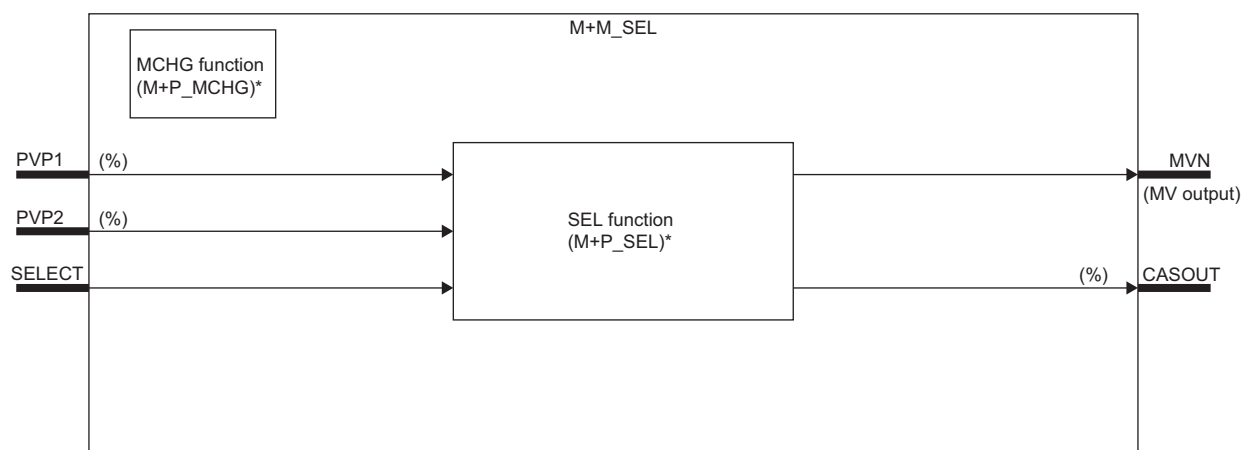 M+M_SEL
MCHG function
(M+P_MCHG)*
PVP1 (%)
MVN
(MV output)
PVP2 (%)
SEL function
(M+P_SEL)*
SELECT
(%) CASOUT